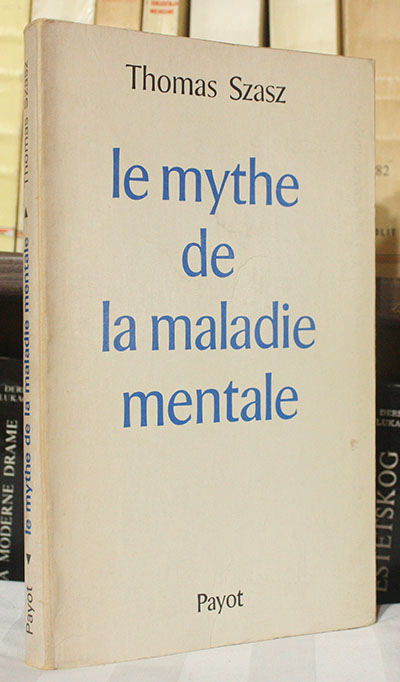 Thomas Szasz
le mythe
de
la maladie
mentale
Payot
Thomas Szasz
le mythe de la maladie mentale
Payot
MODERNE DRAME
ESTETSKOG
82